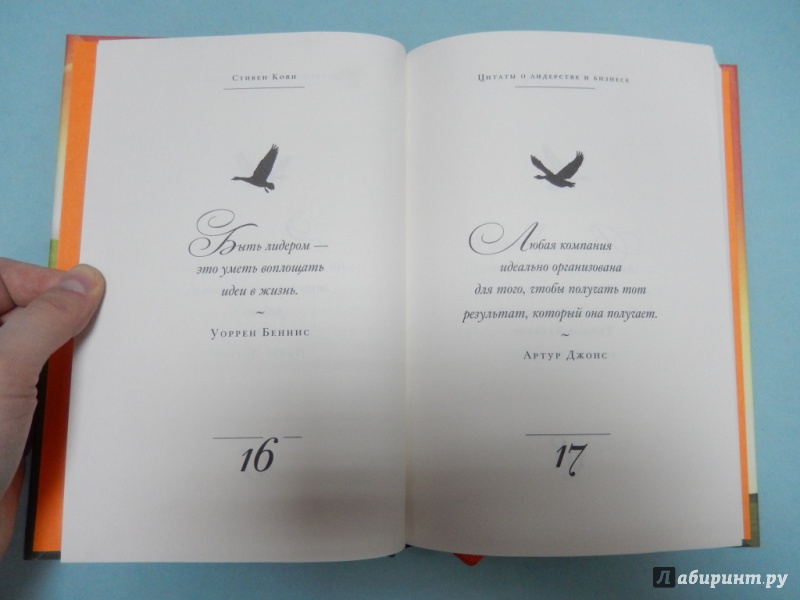 Стивен Кови
Быть лидером —
это уметь воплощать
идеи в жизнь.
~
Уоррен Беннис
16
Цитаты о лидерстве и бизнесе
Любая компания
идеально организована
для того, чтобы получать тот
результат, который она получает.
~
Артур Джонс
17
Лабиринт.ру